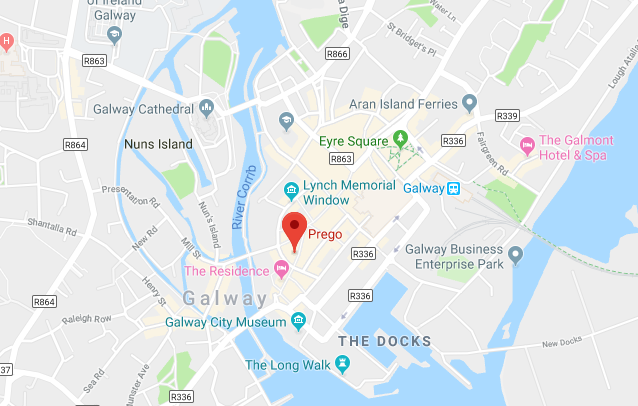 of Ireland
Galway
Water Ln
Dige
St Bridget's Pl
R866
R863
Lough Atalia
H
Galway Cathedral
Aran Island Ferries
R339
Nuns Island
Eyre Square
R336
Fairgreen Rd
R864
R863
The Galmont
Hotel & Spa
Presentation Rd
River Corrib
Lynch Memorial
Window
Galway
Nun's Island
Shantalla Rd
New Rd
Mill St
Prego
R336
Galway Business
Enterprise Park
The Residence
Henry St
R864
Galway
R336
Raleigh Row
Galway City Museum
THE DOCKS
New Docks
The Long Walk
37
Sea Rd
Munster Ave
R336